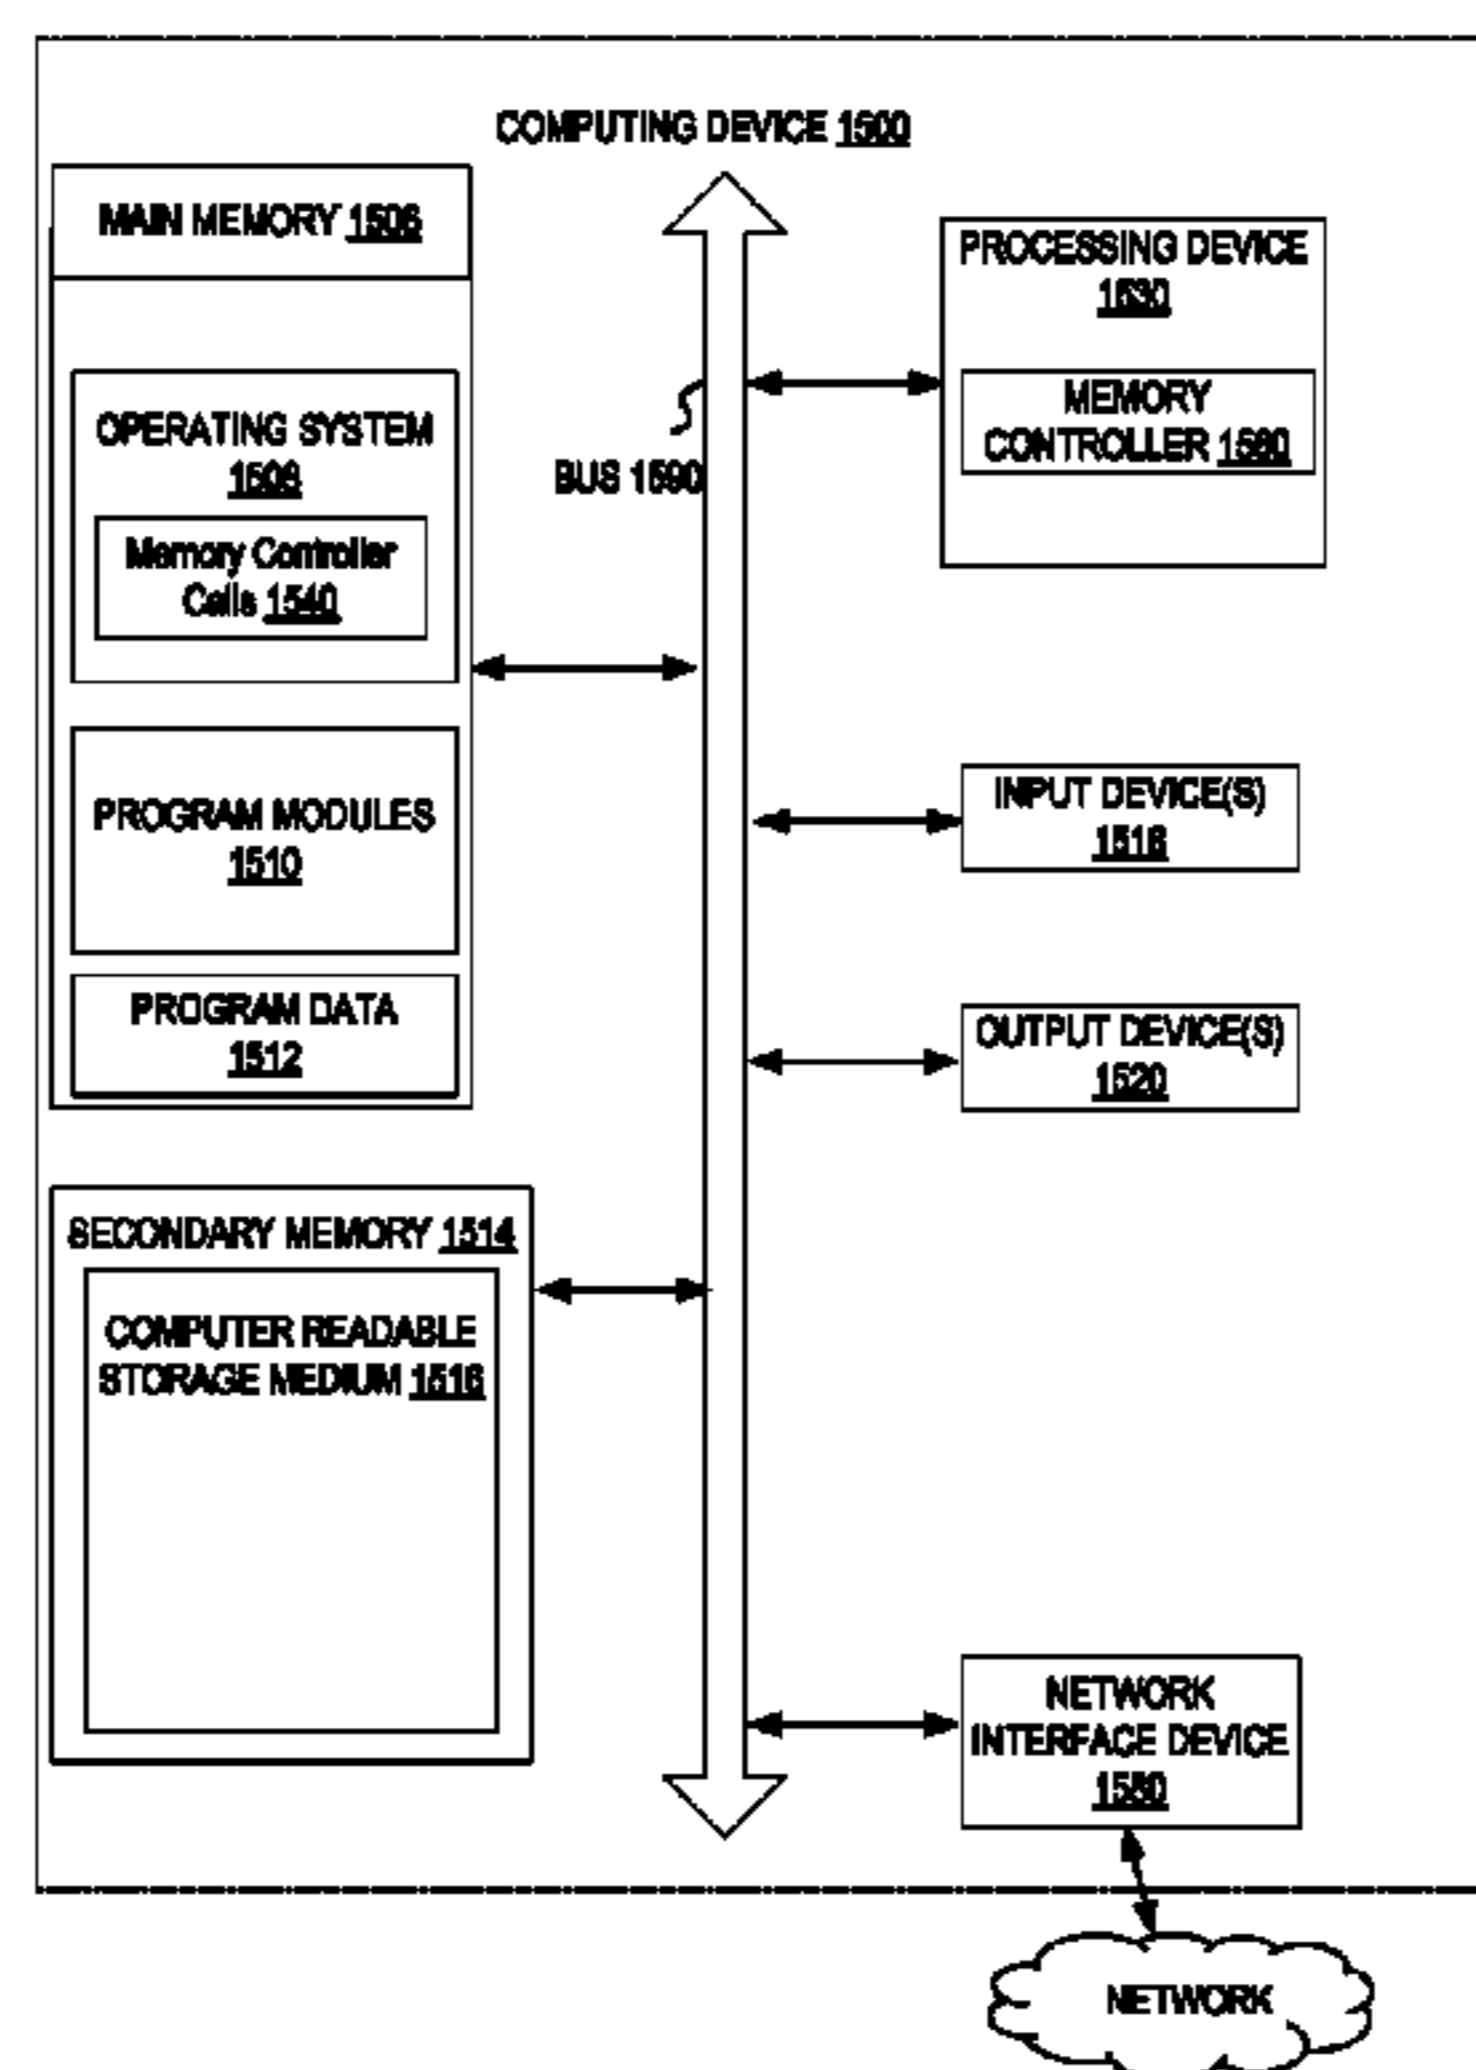 COMPUTING DEVICE 1500
MAIN MEMORY 1506
OPERATING SYSTEM
1508
Memory Controller
Calls 1540
PROGRAM MODULES
1510
PROGRAM DATA
1512
SECONDARY MEMORY 1514
COMPUTER READABLE
STORAGE MEDIUM 1516
BUS 1590
PROCESSING DEVICE
1530
MEMORY
CONTROLLER 1560
INPUT DEVICE(S)
OUTPUT DEVICE(S)
1520
NETWORK
INTERFACE DEVICE
1550
NETWORK